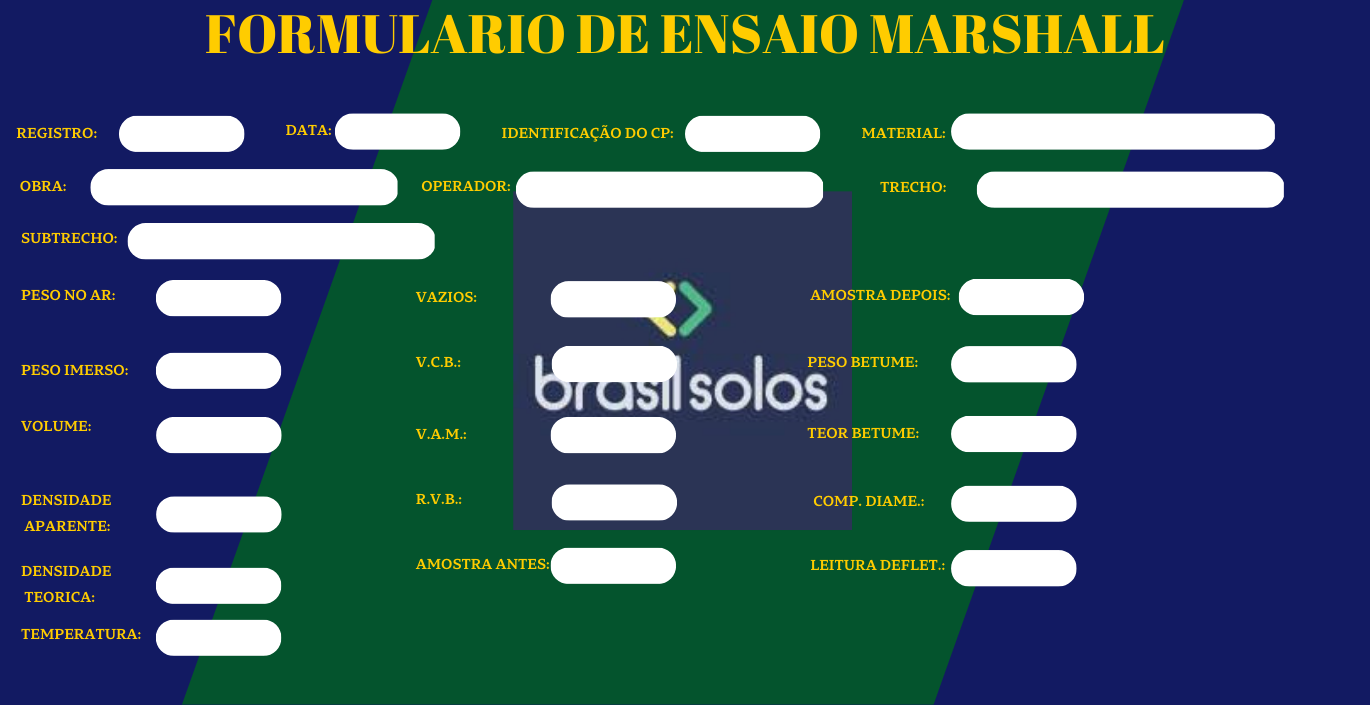 FORMULARIO DE ENSAIO MARSHALL
REGISTRO:
DATA:
IDENTIFICAÇÃO DO CP:
MATERIAL:
OBRA:
OPERADOR:
TRECHO:
SUBTRECHO:
PESO NO AR:
VAZIOS:
AMOSTRA DEPOIS:
PESO IMERSO:
V.C.B.:
PESO BETUME:
brasil solos
VOLUME:
V.A.M.:
TEOR BETUME:
DENSIDADE
APARENTE:
R.V.B.:
COMP. DIAME.:
DENSIDADE
TEORICA:
AMOSTRA ANTES:
LEITURA DEFLET.:
TEMPERATURA: